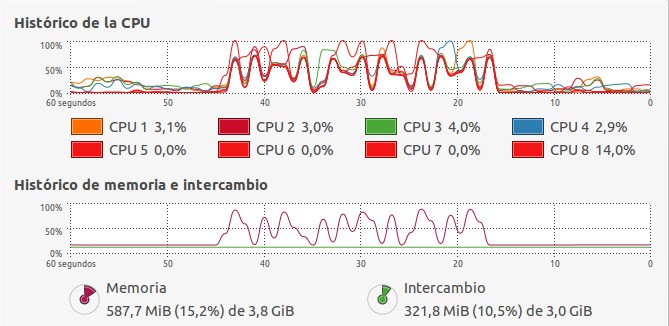 Histórico de la CPU
100%
50%
0%
60 segundos 50 40 30 20 10 0
CPU 1 3,1% CPU 2 3,0% CPU 3 4,0% CPU 4 2,9%
CPU 5 0,0% CPU 6 0,0% CPU 7 0,0% CPU 8 14,0%
Histórico de memoria e intercambio
100%
50%
0%
60 segundos 50 40 30 20 10 0
Memoria Intercambio
587,7 MiB (15,2%) de 3,8 GiB 321,8 MiB (10,5%) de 3,0 GiB